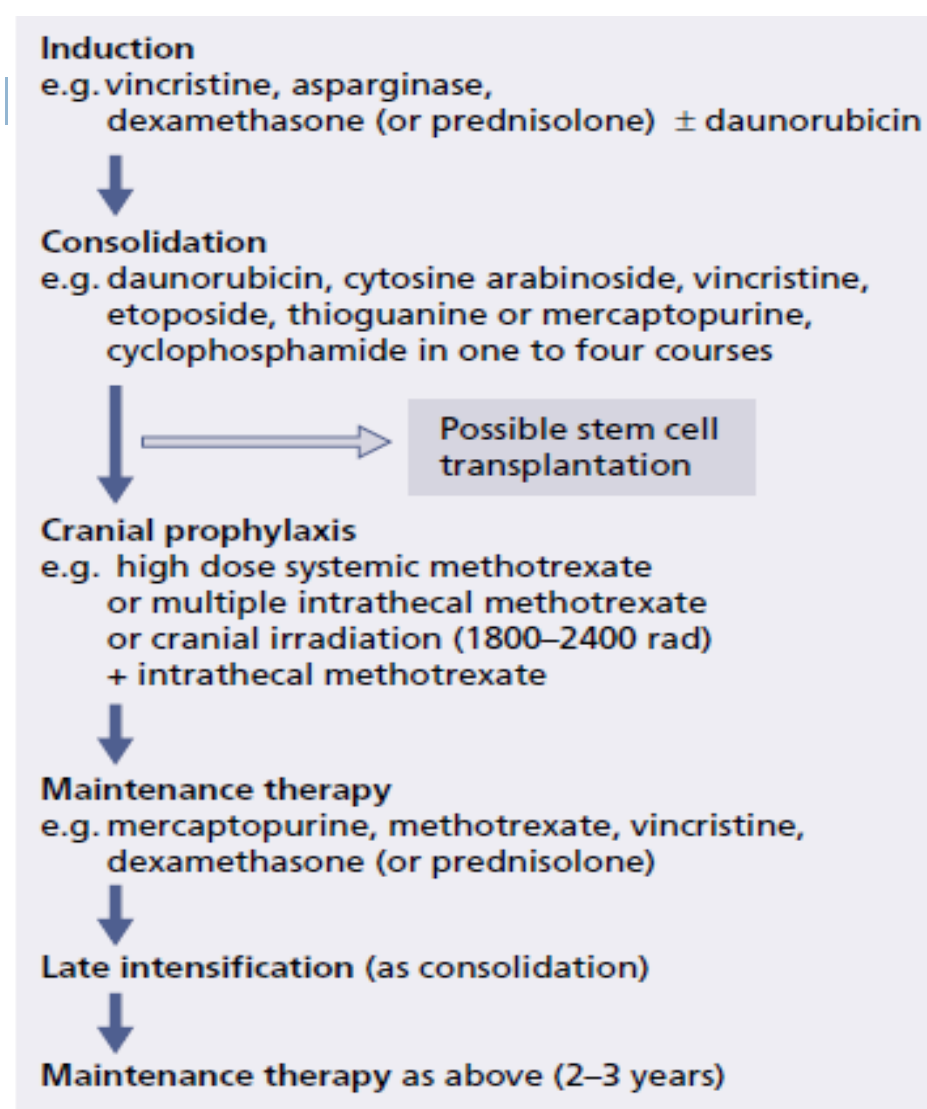 Induction
e.g. vincristine, asparginase,
dexamethasone (or prednisolone) ± daunorubicin
Consolidation
e.g. daunorubicin, cytosine arabinoside, vincristine,
etoposide, thioguanine or mercaptopurine,
cyclophosphamide in one to four courses
Possible stem cell
transplantation
Cranial prophylaxis
e.g. high dose systemic methotrexate
or multiple intrathecal methotrexate
or cranial irradiation (1800–2400 rad)
+ intrathecal methotrexate
Maintenance therapy
e.g. mercaptopurine, methotrexate, vincristine,
dexamethasone (or prednisolone)
Late intensification (as consolidation)
Maintenance therapy as above (2–3 years)